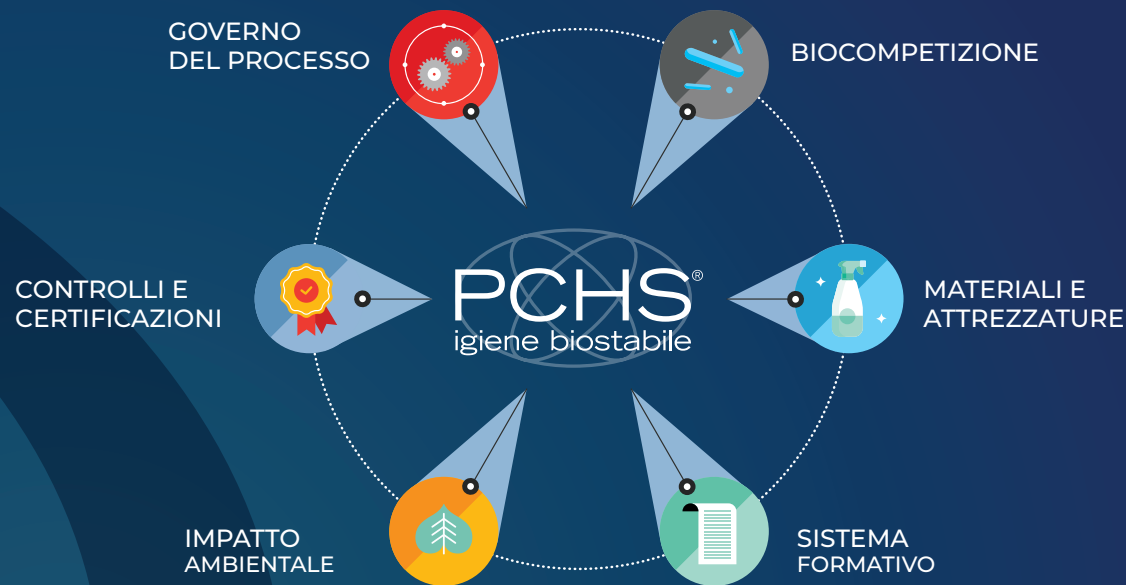 GOVERNO
DEL PROCESSO
BIOCOMPETIZIONE
CONTROLLI E
CERTIFICAZIONI
PCHS®
igiene biostabile
MATERIALI E
ATTREZZATURE
IMPATTO
AMBIENTALE
SISTEMA
FORMATIVO